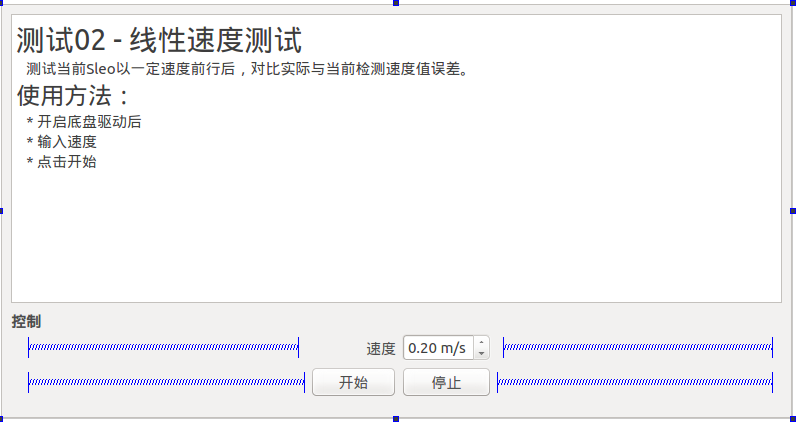 测试02 - 线性速度测试
测试当前Sleo以一定速度前行后，对比实际与当前检测速度值误差。
使用方法：
* 开启底盘驱动后
* 输入速度
* 点击开始
控制
速度 0.20 m/s
开始 停止